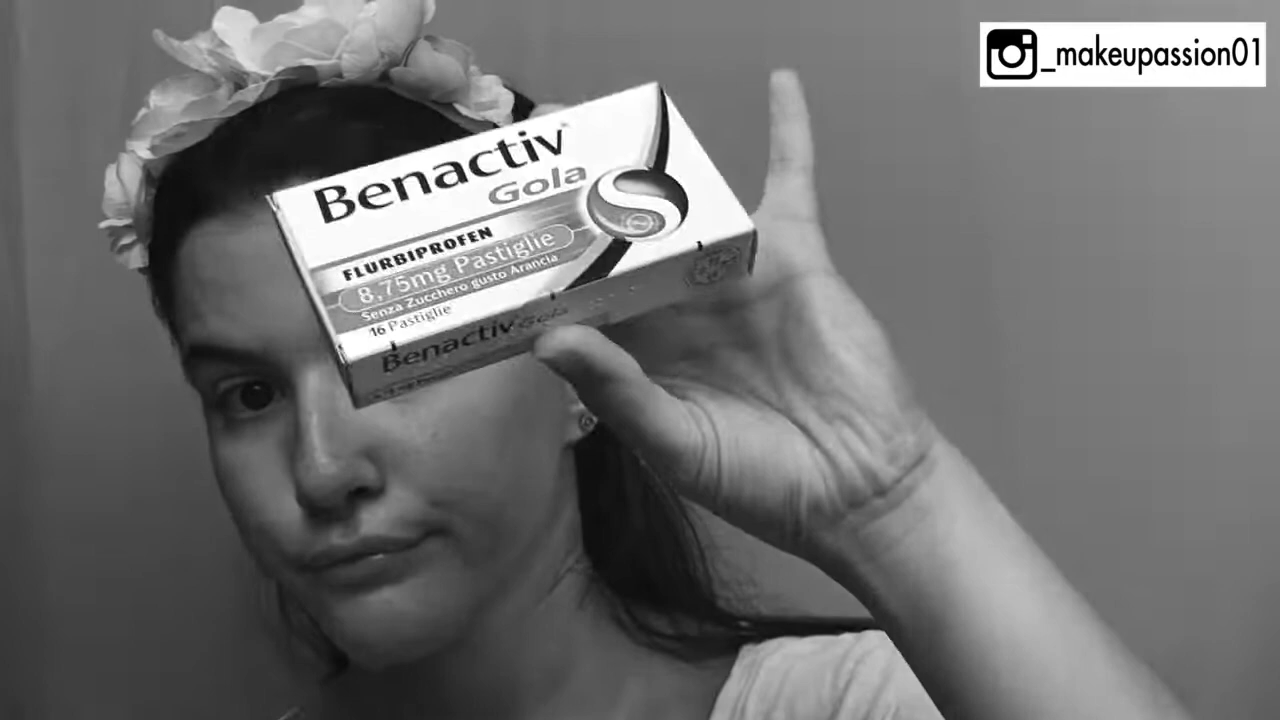 _makeupassion01
Benactiv
Gola
FLURBIPROFEN
8,75mg Pastiglie
Senza Zucchero gusto Arancia
16 Pastiglie
Benactiv Gola